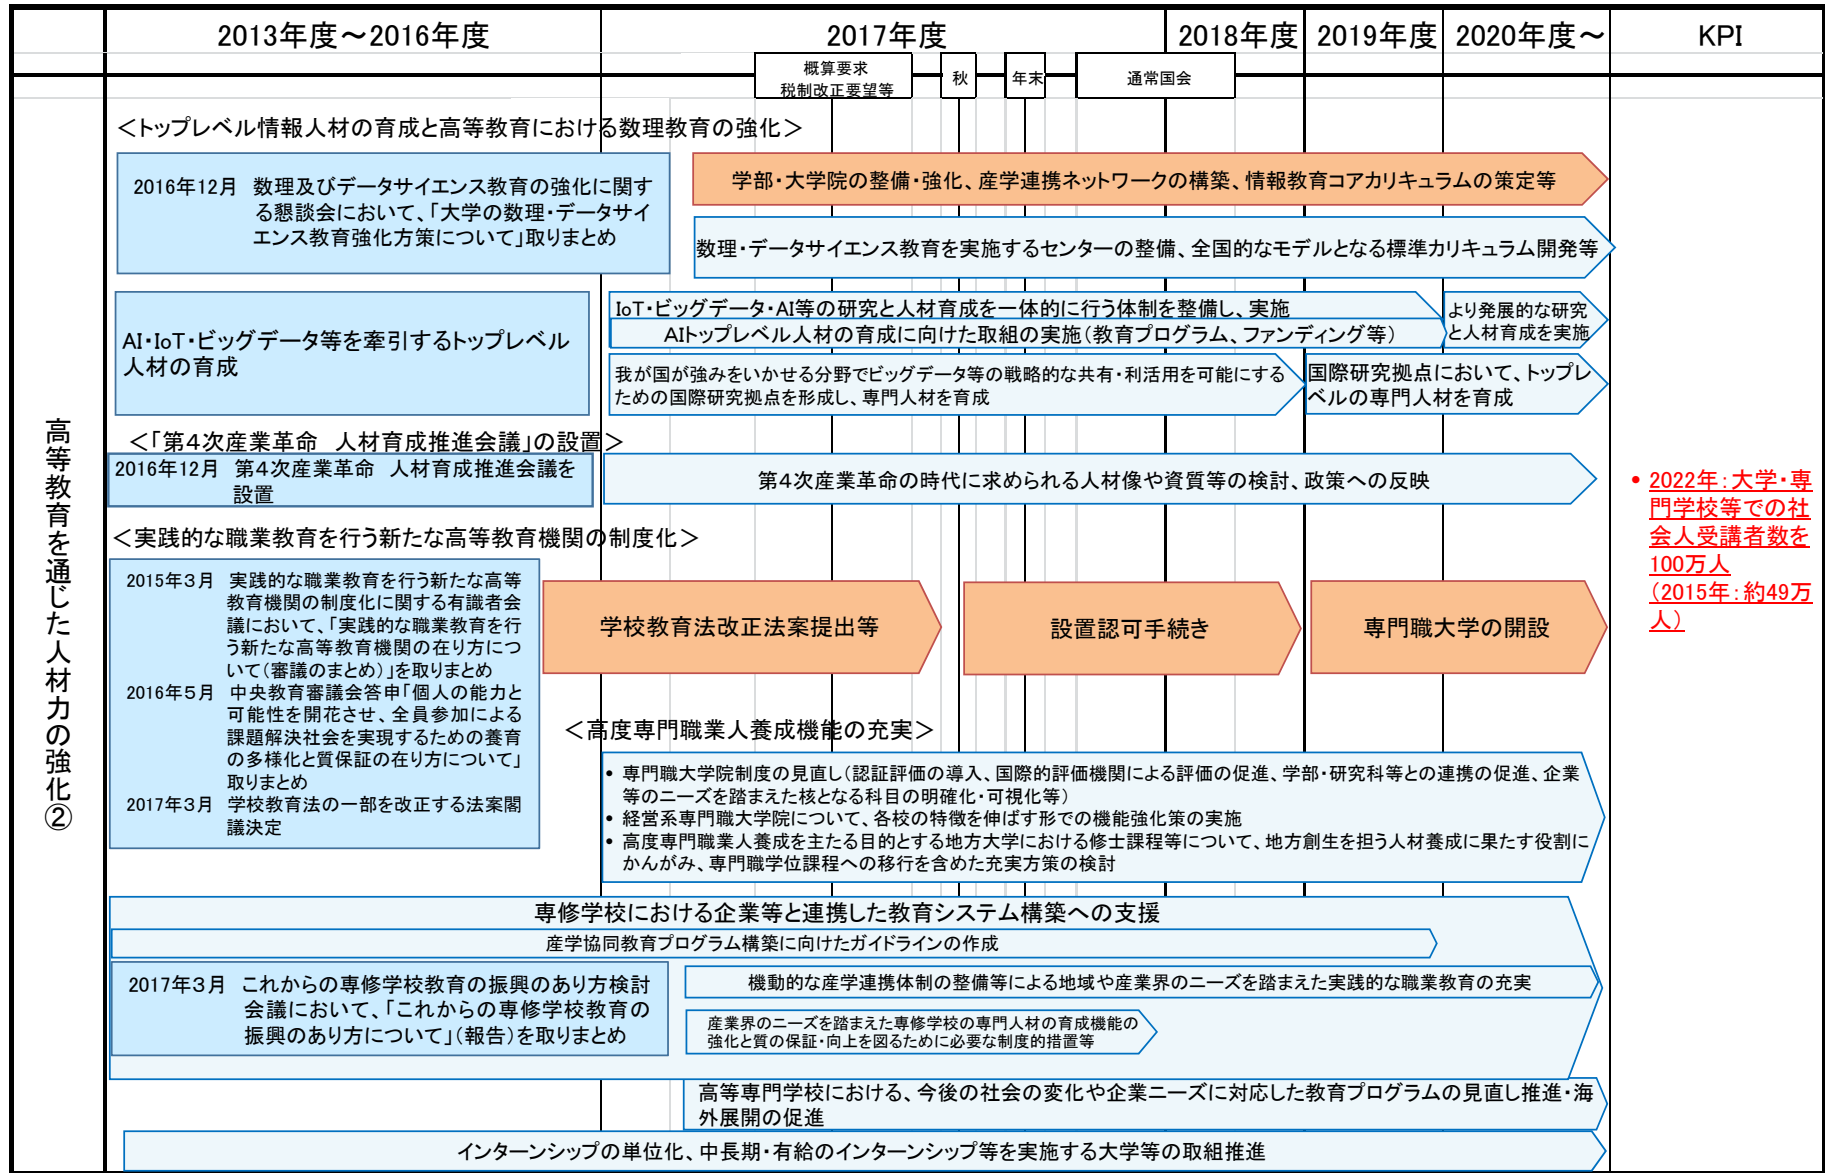 2013年度～2016年度
2017年度
2018年度
2019年度
2020年度～
KPI
概算要求
税制改正要望等
秋
年末
通常国会
高等教育を通じた人材力の強化②
＜トップレベル情報人材の育成と高等教育における数理教育の強化＞
2016年12月　数理及びデータサイエンス教育の強化に関す
る懇談会において、「大学の数理・データサイ
エンス教育強化方策について」取りまとめ
学部・大学院の整備・強化、産学連携ネットワークの構築、情報教育コアカリキュラムの策定等
数理・データサイエンス教育を実施するセンターの整備、全国的なモデルとなる標準カリキュラム開発等
AI・IoT・ビッグデータ等を牽引するトップレベル
人材の育成
IoT・ビッグデータ・AI等の研究と人材育成を一体的に行う体制を整備し、実施
AIトップレベル人材の育成に向けた取組の実施（教育プログラム、ファンディング等）
より発展的な研究
と人材育成を実施
我が国が強みをいかせる分野でビッグデータ等の戦略的な共有・利活用を可能にする
ための国際研究拠点を形成し、専門人材を育成
国際研究拠点において、トップレ
ベルの専門人材を育成
＜「第４次産業革命　人材育成推進会議」の設置＞
2016年12月　第４次産業革命　人材育成推進会議を
設置
第４次産業革命の時代に求められる人材像や資質等の検討、政策への反映
＜実践的な職業教育を行う新たな高等教育機関の制度化＞
2015年３月　実践的な職業教育を行う新たな高等
教育機関の制度化に関する有識者会
議において、「実践的な職業教育を行
う新たな高等教育機関の在り方につ
いて（審議のまとめ）」を取りまとめ
2016年５月　中央教育審議会答申「個人の能力と
可能性を開花させ、全員参加による
課題解決社会を実現するための養育
の多様化と質保証の在り方について」
取りまとめ
2017年３月　学校教育法の一部を改正する法案閣
議決定
学校教育法改正法案提出等
設置認可手続き
専門職大学の開設
＜高度専門職業人養成機能の充実＞
• 専門職大学院制度の見直し（認証評価の導入、国際的評価機関による評価の促進、学部・研究科等との連携の促進、企業
等のニーズを踏まえた核となる科目の明確化・可視化等）
• 経営系専門職大学院について、各校の特徴を伸ばす形での機能強化策の実施
• 高度専門職業人養成を主たる目的とする地方大学における修士課程等について、地方創生を担う人材養成に果たす役割に
かんがみ、専門職学位課程への移行を含めた充実方策の検討
専修学校における企業等と連携した教育システム構築への支援
産学協同教育プログラム構築に向けたガイドラインの作成
2017年３月　これからの専修学校教育の振興のあり方検討
会議において、「これからの専修学校教育の
振興のあり方について」（報告）を取りまとめ
機動的な産学連携体制の整備等による地域や産業界のニーズを踏まえた実践的な職業教育の充実
産業界のニーズを踏まえた専修学校の専門人材の育成機能の
強化と質の保証・向上を図るために必要な制度的措置等
高等専門学校における、今後の社会の変化や企業ニーズに対応した教育プログラムの見直し推進・海
外展開の促進
インターンシップの単位化、中長期・有給のインターンシップ等を実施する大学等の取組推進
• 2022年：大学・専
門学校等での社
会人受講者数を
100万人
（2015年：約49万
人）